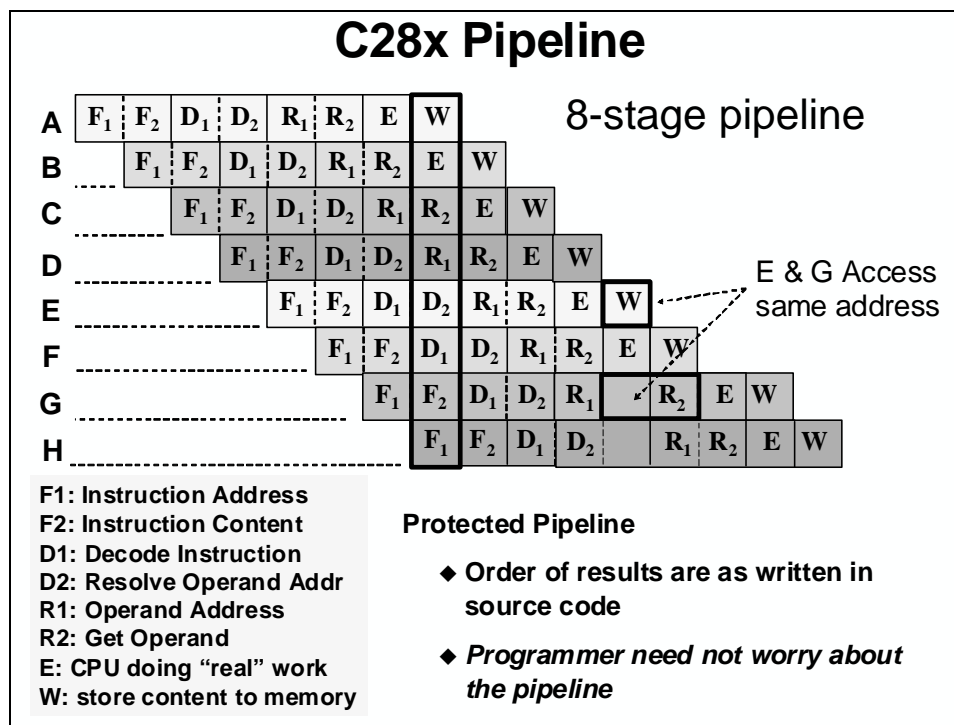 C28x Pipeline
8-stage pipeline
A F1 F2 D1 D2 R1 R2 E W
B F1 F2 D1 D2 R1 R2 E W
C F1 F2 D1 D2 R1 R2 E W
D F1 F2 D1 D2 R1 R2 E W
E F1 F2 D1 D2 R1 R2 E W
F F1 F2 D1 D2 R1 R2 E W
G F1 F2 D1 D2 R1 R2 E W
H F1 F2 D1 D2 R1 R2 E W
E & G Access
same address
F1: Instruction Address
F2: Instruction Content
D1: Decode Instruction
D2: Resolve Operand Addr
R1: Operand Address
R2: Get Operand
E: CPU doing “real” work
W: store content to memory
Protected Pipeline
◆ Order of results are as written in
source code
◆ Programmer need not worry about
the pipeline